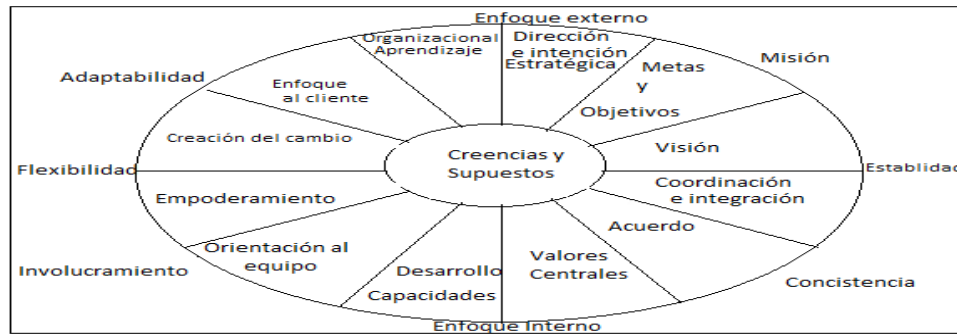 Enfoque externo
Organizacional
Aprendizaje
Dirección
e intención
Estratégica
Adaptabilidad
Metas
y
Objetivos
Misión
Enfoque
al cliente
Creación del cambio
Creencias y
Supuestos
Visión
Flexibilidad
Establidad
Empoderamiento
Coordinación
e integración
Orientación al
equipo
Acuerdo
Involucramiento
Desarrollo
Capacidades
Valores
Centrales
Concistencia
Enfoque Interno